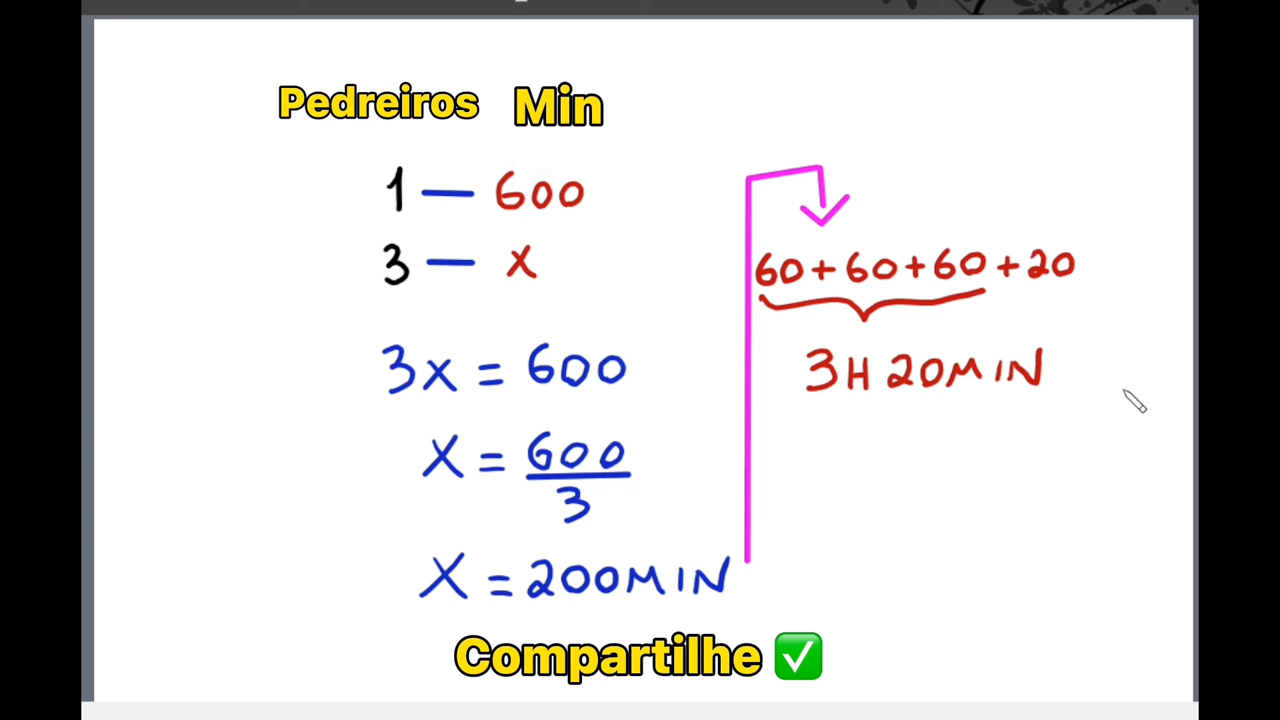 Pedreiros Min
1 — 600
3 — x
3x = 600
X = 600
3
X = 200MIN
60+60+60+20
3H 20MIN
Compartilhe ✅